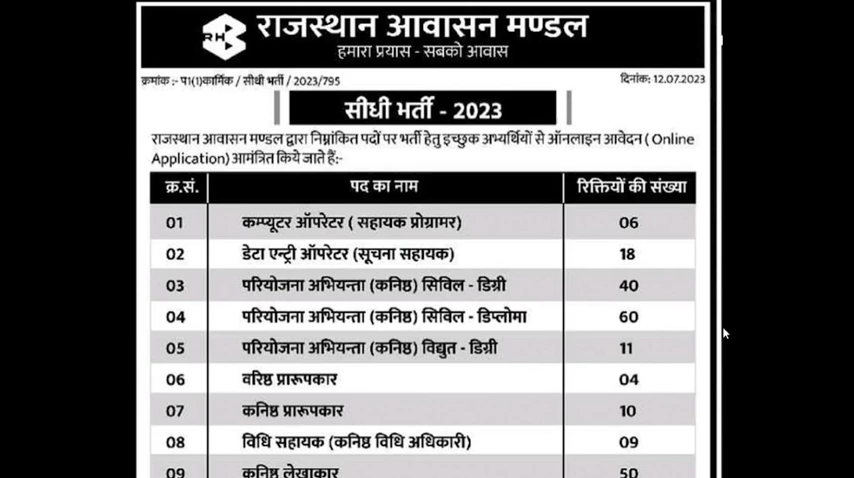 RH
राजस्थान आवासन मण्डल
हमारा प्रयास - सबको आवास
क्रमांक :- प1(1)कार्मिक / सीधी भर्ती / 2023/795 दिनांक: 12.07.2023
सीधी भर्ती - 2023
राजस्थान आवासन मण्डल द्वारा निम्नांकित पदों पर भर्ती हेतु इच्छुक अभ्यर्थियों से ऑनलाइन आवेदन ( Online
Application) आमंत्रित किये जाते हैं:-
क्र.सं. पद का नाम रिक्तियों की संख्या
01 कम्प्यूटर ऑपरेटर ( सहायक प्रोग्रामर) 06
02 डेटा एन्ट्री ऑपरेटर (सूचना सहायक) 18
03 परियोजना अभियन्ता (कनिष्ठ) सिविल - डिग्री 40
04 परियोजना अभियन्ता (कनिष्ठ) सिविल - डिप्लोमा 60
05 परियोजना अभियन्ता (कनिष्ठ) विद्युत - डिग्री 11
06 वरिष्ठ प्रारूपकार 04
07 कनिष्ठ प्रारूपकार 10
08 विधि सहायक (कनिष्ठ विधि अधिकारी) 09
09 कनिष्ठ लेखाकार 50